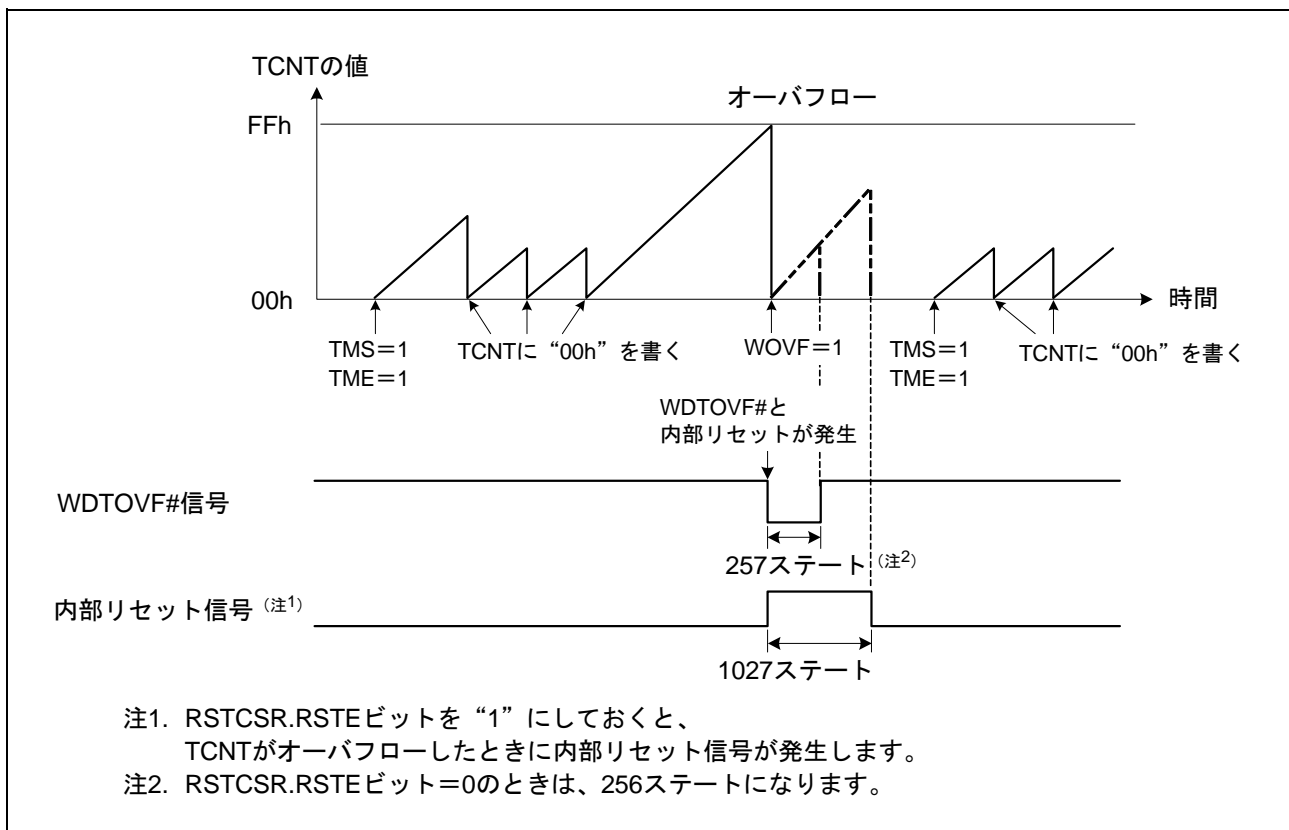 TCNTの値
オーバフロー
FFh
00h
時間
TMS=1
TME=1
TCNTに“00h”を書く
WOVF=1
TMS=1
TME=1
TCNTに“00h”を書く
WDTOVF#と
内部リセットが発生
WDTOVF#信号
257ステート（注2）
内部リセット信号（注1）
1027ステート
注1. RSTCSR.RSTEビットを“1”にしておくと、
TCNTがオーバフローしたときに内部リセット信号が発生します。
注2. RSTCSR.RSTEビット=0のときは、256ステートになります。